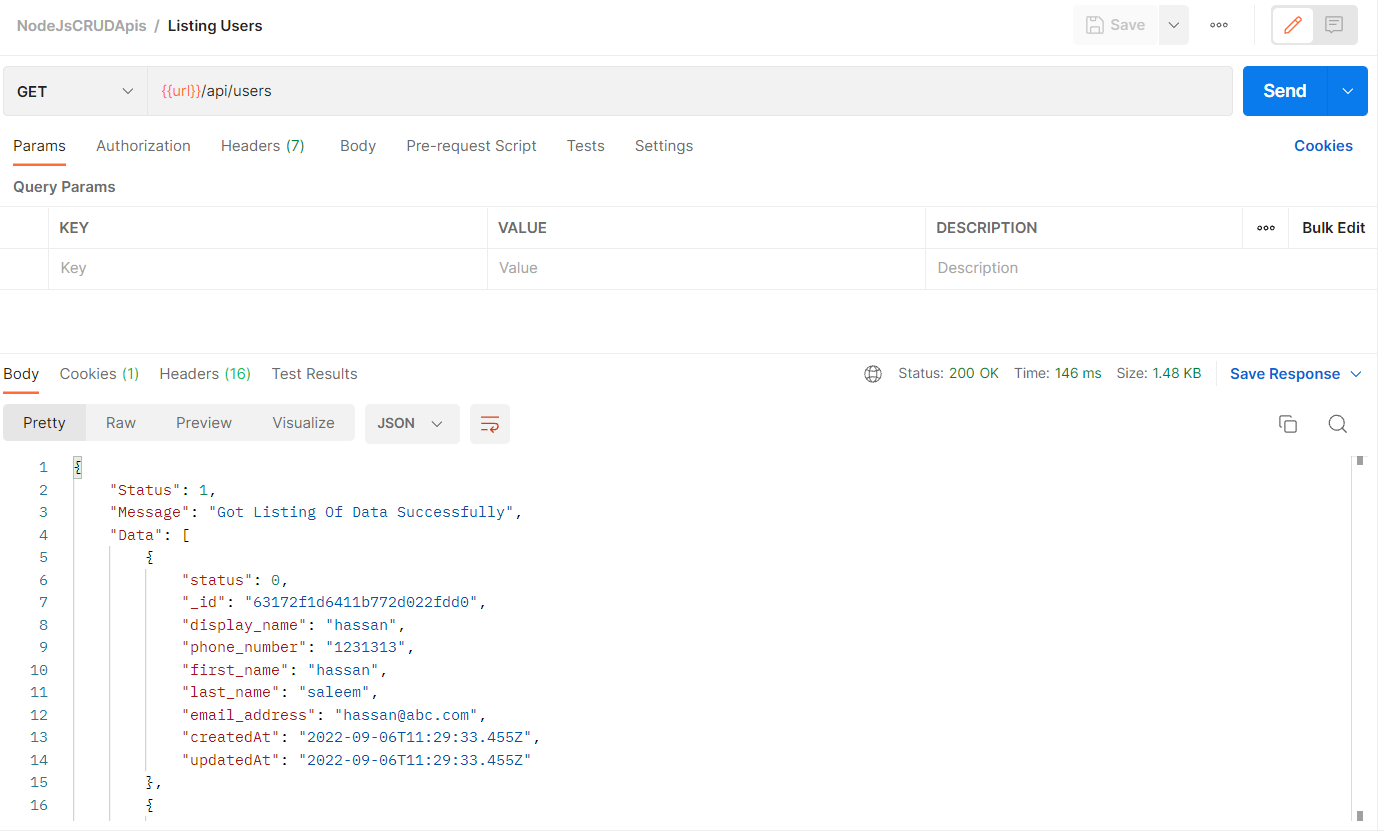 NodeJsCRUDApis / Listing Users
Save
GET
{{url}}/api/users
Send
Params Authorization Headers (7) Body Pre-request Script Tests Settings Cookies
Query Params
KEY VALUE DESCRIPTION Bulk Edit
Key Value Description
Body Cookies (1) Headers (16) Test Results Status: 200 OK Time: 146 ms Size: 1.48 KB Save Response
Pretty Raw Preview Visualize JSON
1 {
2 "Status": 1,
3 "Message": "Got Listing Of Data Successfully",
4 "Data": [
5 {
6 "status": 0,
7 "_id": "63172f1d6411b772d022fdd0",
8 "display_name": "hassan",
9 "phone_number": "1231313",
10 "first_name": "hassan",
11 "last_name": "saleem",
12 "email_address": "hassan@abc.com",
13 "createdAt": "2022-09-06T11:29:33.455Z",
14 "updatedAt": "2022-09-06T11:29:33.455Z"
15 },
16 {